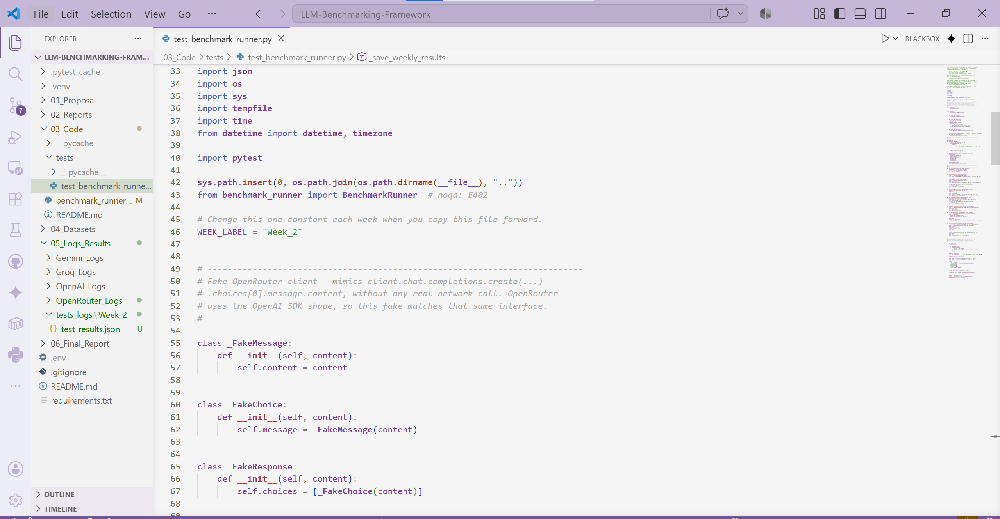 File Edit Selection View Go ··· LLM-Benchmarking-Framework
EXPLORER ···
LLM-BENCHMARKING-FRAM...
.pytest_cache
.venv
01_Proposal
02_Reports
03_Code
__pycache__
tests
__pycache__
test_benchmark_runne...
benchmark_runner... M
README.md
04_Datasets
05_Logs_Results
Gemini_Logs
Groq_Logs
OpenAI_Logs
OpenRouter_Logs
tests_logs\Week_2
{} test_results.json U
06_Final_Report
.env
.gitignore
README.md
requirements.txt
OUTLINE
TIMELINE
7
test_benchmark_runner.py
BLACKBOX
03_Code > tests > test_benchmark_runner.py > _save_weekly_results
33 import json
34 import os
35 import sys
36 import tempfile
37 import time
38 from datetime import datetime, timezone
39
40 import pytest
41
42 sys.path.insert(0, os.path.join(os.path.dirname(__file__), ".."))
43 from benchmark_runner import BenchmarkRunner  # noqa: E402
44
45 # Change this one constant each week when you copy this file forward.
46 WEEK_LABEL = "Week_2"
47
48
49 # ---------------------------------------------------------------------------
50 # Fake OpenRouter client - mimics client.chat.completions.create(...)
51 # .choices[0].message.content, without any real network call. OpenRouter
52 # uses the OpenAI SDK shape, so this fake matches that same interface.
53 # ---------------------------------------------------------------------------
54
55 class _FakeMessage:
56     def __init__(self, content):
57         self.content = content
58
59
60 class _FakeChoice:
61     def __init__(self, content):
62         self.message = _FakeMessage(content)
63
64
65 class _FakeResponse:
66     def __init__(self, content):
67         self.choices = [_FakeChoice(content)]
68